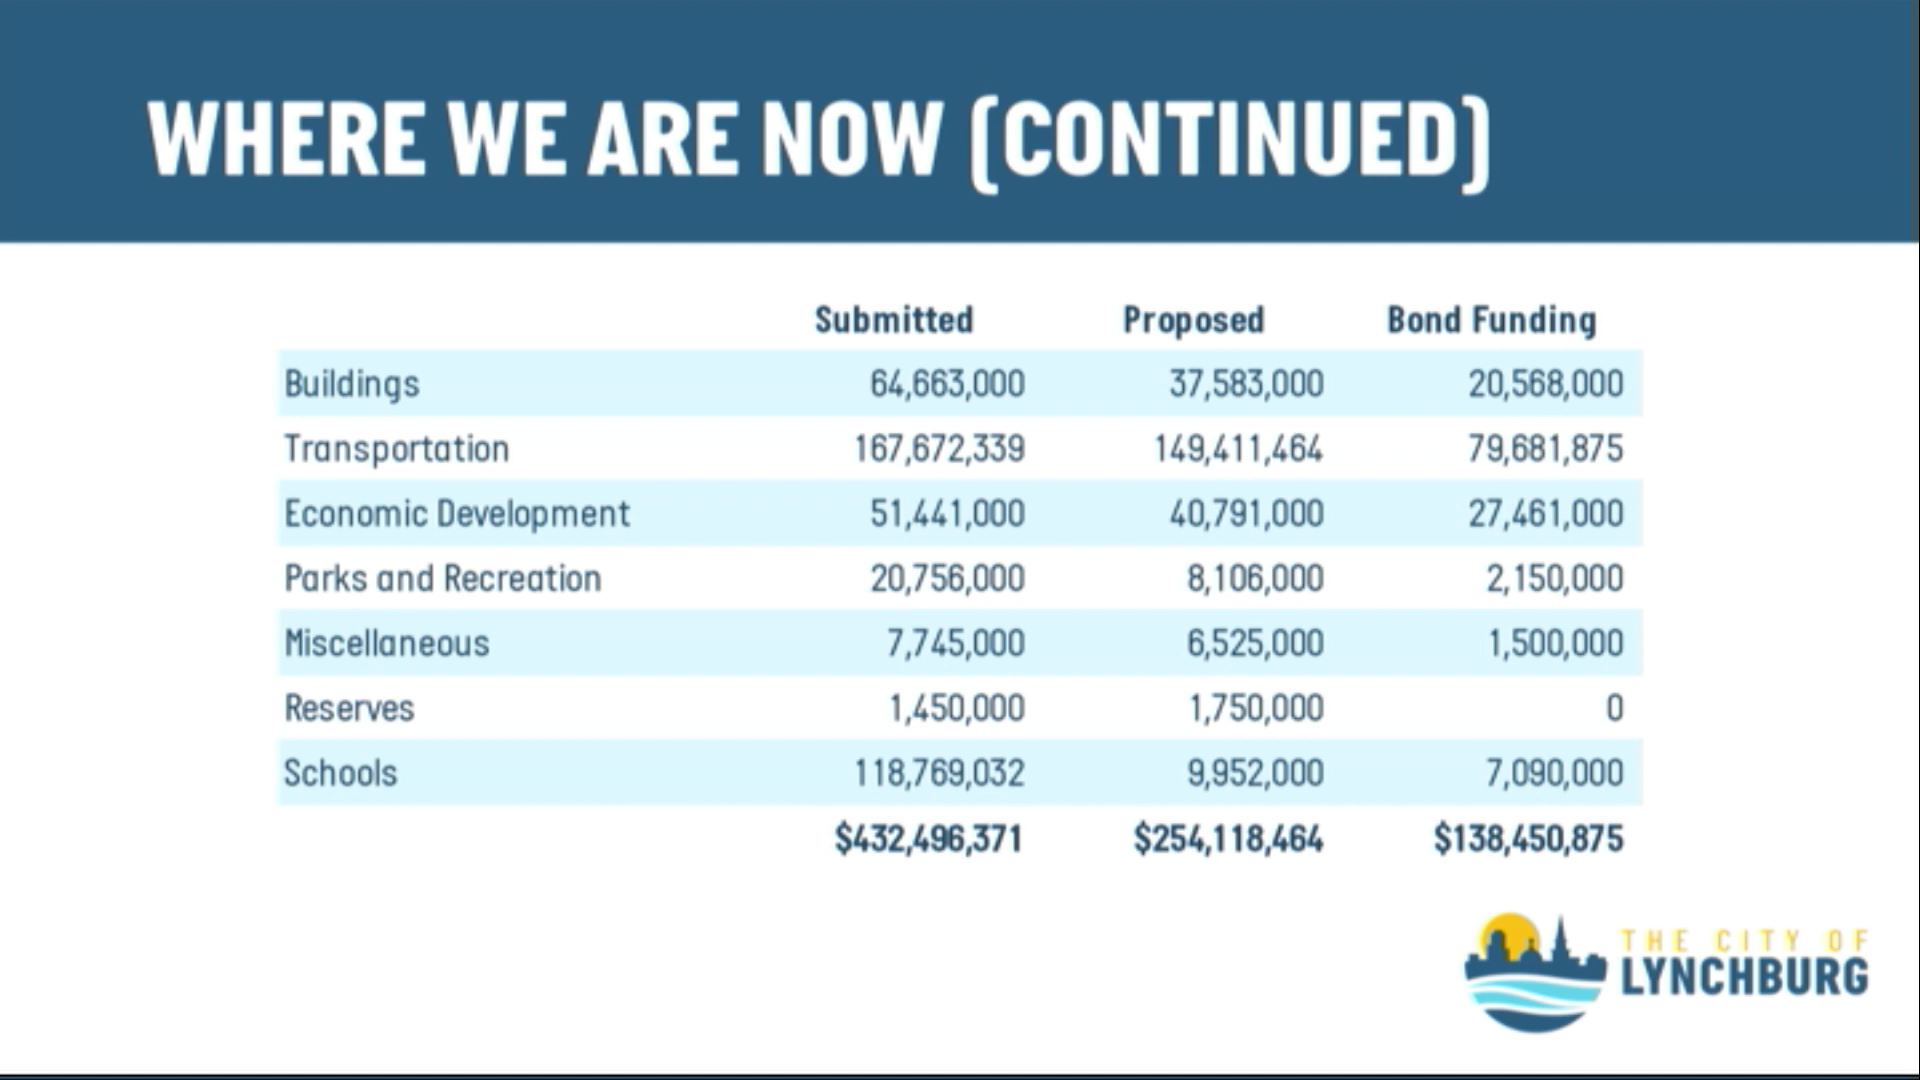 WHERE WE ARE NOW (CONTINUED)
Submitted Proposed Bond Funding
Buildings 64,663,000 37,583,000 20,568,000
Transportation 167,672,339 149,411,464 79,681,875
Economic Development 51,441,000 40,791,000 27,461,000
Parks and Recreation 20,756,000 8,106,000 2,150,000
Miscellaneous 7,745,000 6,525,000 1,500,000
Reserves 1,450,000 1,750,000 0
Schools 118,769,032 9,952,000 7,090,000
$432,496,371 $254,118,464 $138,450,875
THE CITY OF
LYNCHBURG